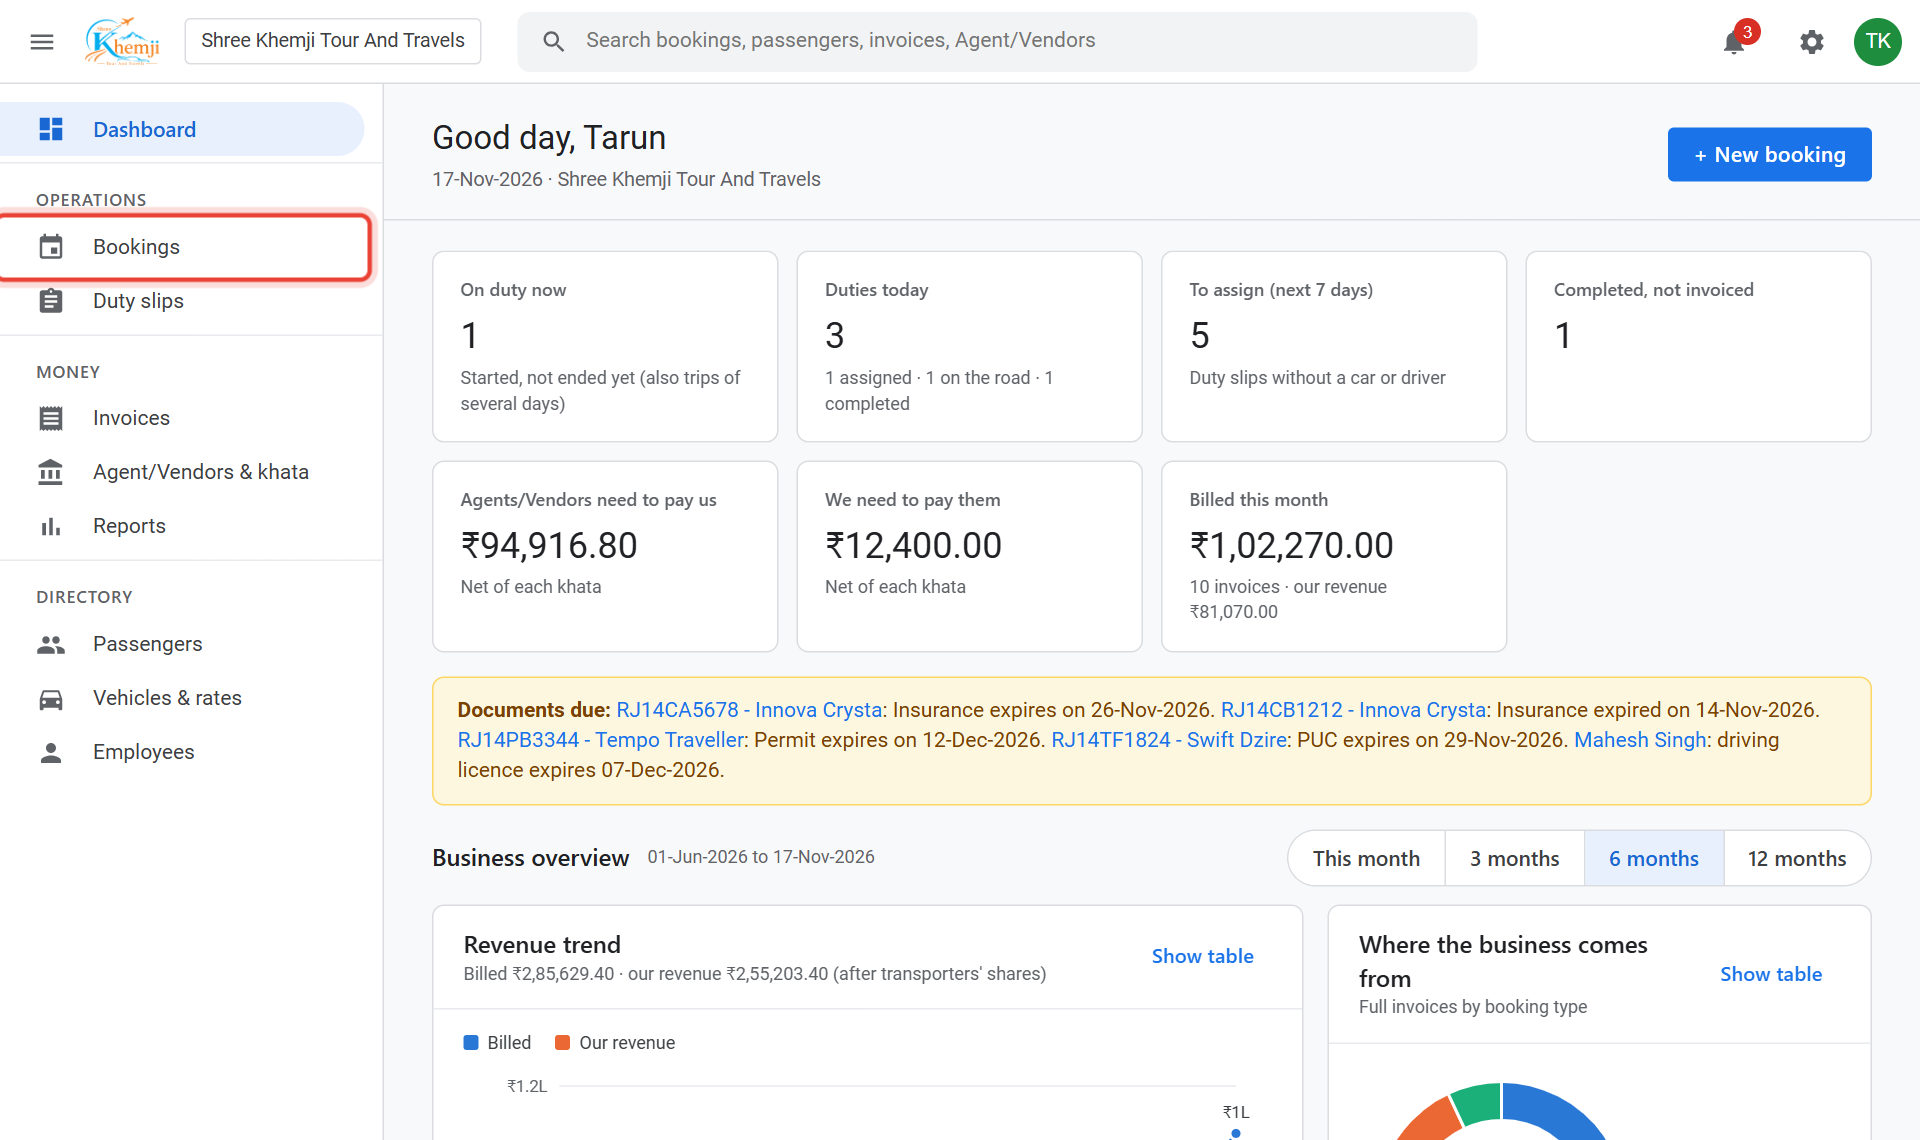 Khemji
Shree Khemji Tour And Travels
Search bookings, passengers, invoices, Agent/Vendors
3
TK
Dashboard
OPERATIONS
Bookings
Duty slips
MONEY
Invoices
Agent/Vendors & khata
Reports
DIRECTORY
Passengers
Vehicles & rates
Employees
Good day, Tarun
17-Nov-2026 · Shree Khemji Tour And Travels
+ New booking
On duty now
1
Started, not ended yet (also trips of
several days)
Duties today
3
1 assigned · 1 on the road · 1
completed
To assign (next 7 days)
5
Duty slips without a car or driver
Completed, not invoiced
1
Agents/Vendors need to pay us
₹94,916.80
Net of each khata
We need to pay them
₹12,400.00
Net of each khata
Billed this month
₹1,02,270.00
10 invoices · our revenue
₹81,070.00
Documents due: RJ14CA5678 - Innova Crysta: Insurance expires on 26-Nov-2026. RJ14CB1212 - Innova Crysta: Insurance expired on 14-Nov-2026.
RJ14PB3344 - Tempo Traveller: Permit expires on 12-Dec-2026. RJ14TF1824 - Swift Dzire: PUC expires on 29-Nov-2026. Mahesh Singh: driving
licence expires 07-Dec-2026.
Business overview 01-Jun-2026 to 17-Nov-2026
This month 3 months 6 months 12 months
Revenue trend
Billed ₹2,85,629.40 · our revenue ₹2,55,203.40 (after transporters' shares)
Show table
Billed Our revenue
₹1.2L
₹1L
Where the business comes
from
Full invoices by booking type
Show table